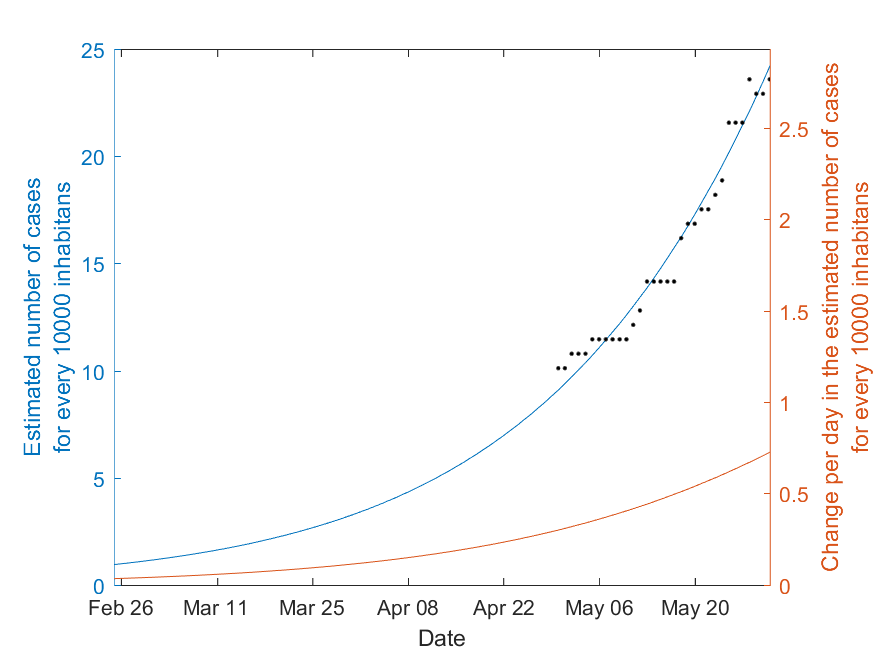 Estimated number of cases
for every 10000 inhabitans
25
20
15
10
5
0
Feb 26
Mar 11
Mar 25
Apr 08
Apr 22
May 06
May 20
Date
2.5
2
1.5
1
0.5
0
Change per day in the estimated number of cases
for every 10000 inhabitans